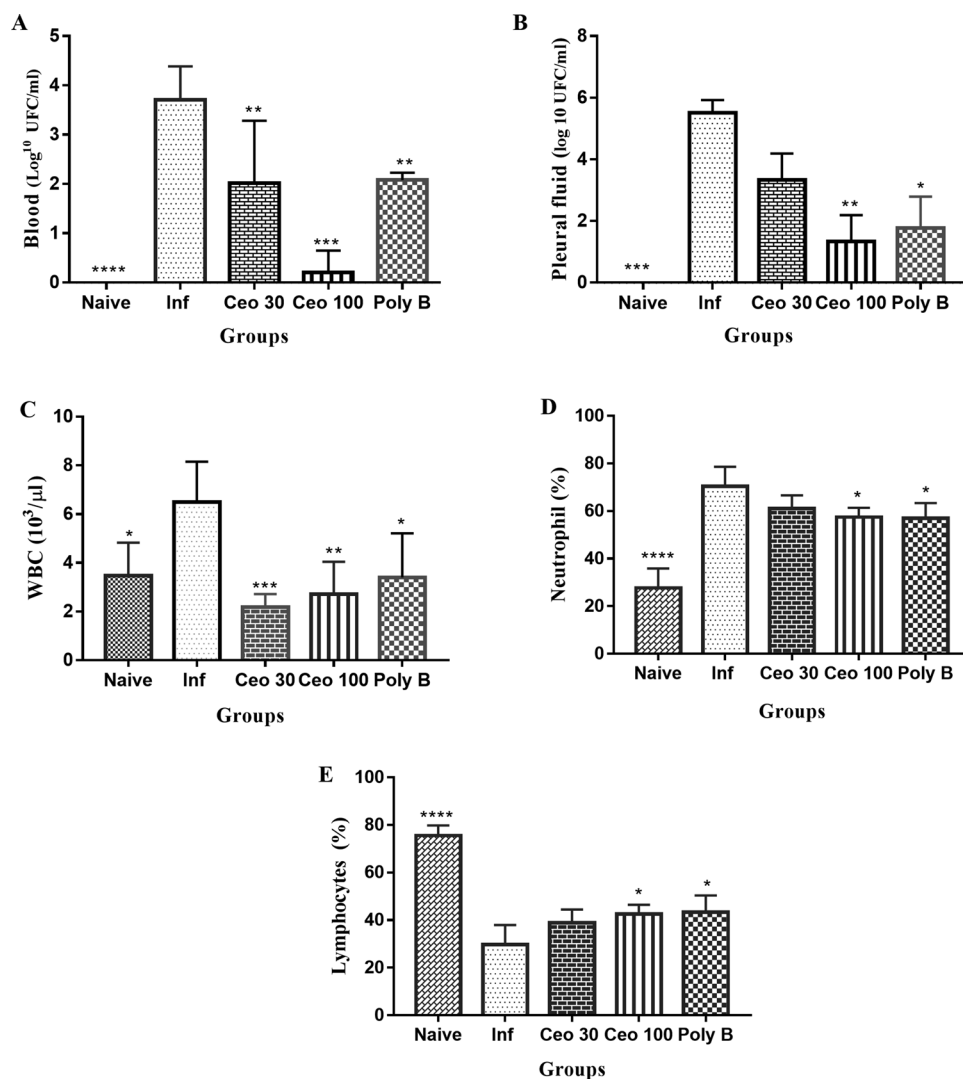 A
Blood (Log10 UFC/ml)
5
4
3
2
1
0
****
**
***
**
Naive Inf Ceo 30 Ceo 100 Poly B
Groups
B
Pleural fluid (log 10 UFC/ml)
8
6
4
2
0
***
**
*
Naive Inf Ceo 30 Ceo 100 Poly B
Groups
C
WBC (10³/µl)
10
8
6
4
2
0
*
***
**
*
Naive Inf Ceo 30 Ceo 100 Poly B
Groups
D
Neutrophil (%)
100
80
60
40
20
0
****
*
*
Naive Inf Ceo 30 Ceo 100 Poly B
Groups
E
Lymphocytes (%)
100
80
60
40
20
0
****
*
*
Naive Inf Ceo 30 Ceo 100 Poly B
Groups